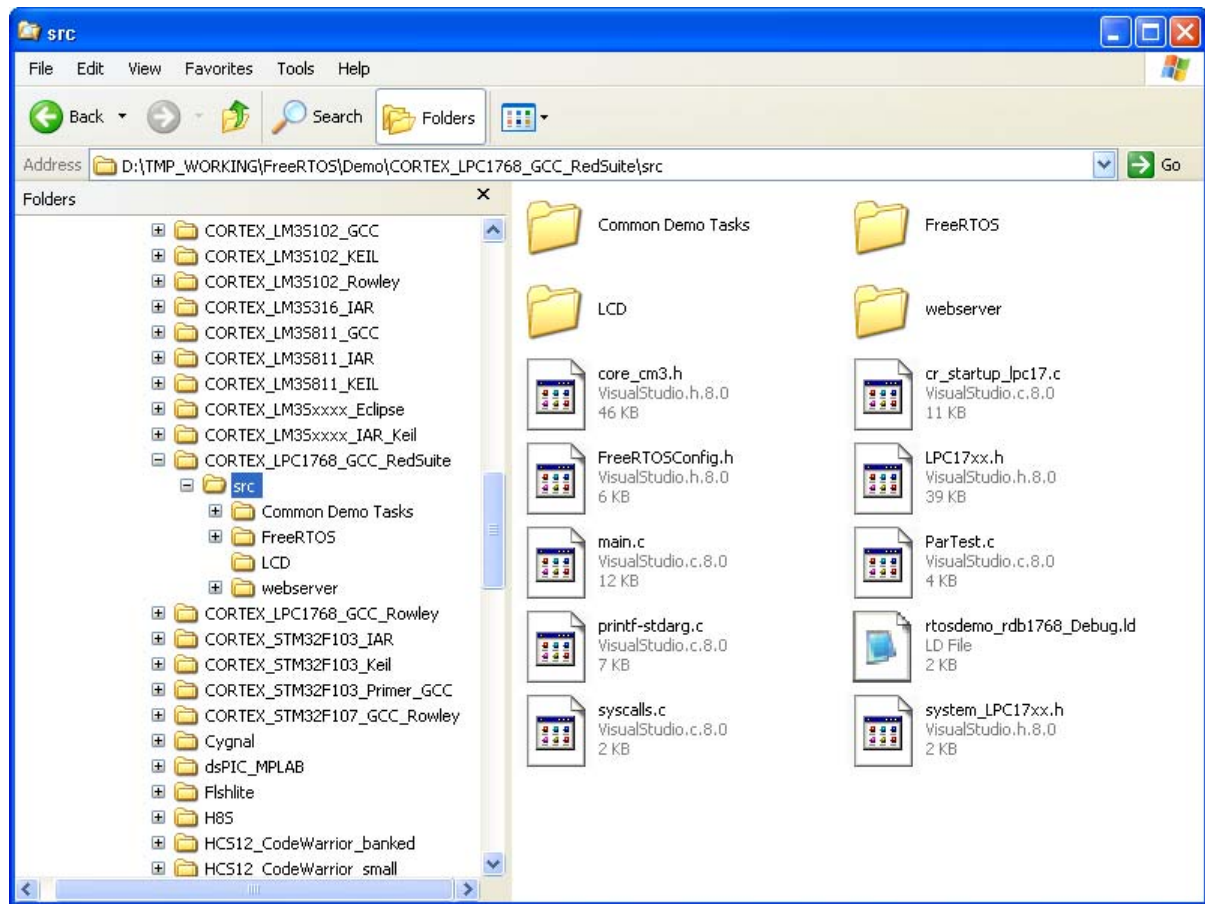 src
File Edit View Favorites Tools Help
Back Search Folders
Address D:\TMP_WORKING\FreeRTOS\Demo\CORTEX_LPC1768_GCC_RedSuite\src Go
Folders
CORTEX_LM3S102_GCC
CORTEX_LM3S102_KEIL
CORTEX_LM3S102_Rowley
CORTEX_LM3S316_IAR
CORTEX_LM3S811_GCC
CORTEX_LM3S811_IAR
CORTEX_LM3S811_KEIL
CORTEX_LM3Sxxxx_Eclipse
CORTEX_LM3Sxxxx_IAR_Keil
CORTEX_LPC1768_GCC_RedSuite
src
Common Demo Tasks
FreeRTOS
LCD
webserver
CORTEX_LPC1768_GCC_Rowley
CORTEX_STM32F103_IAR
CORTEX_STM32F103_Keil
CORTEX_STM32F103_Primer_GCC
CORTEX_STM32F107_GCC_Rowley
Cygnal
dsPIC_MPLAB
Flshlite
H8S
HCS12_CodeWarrior_banked
HCS12_CodeWarrior_small
Common Demo Tasks
FreeRTOS
LCD
webserver
core_cm3.h
VisualStudio.h.8.0
46 KB
cr_startup_lpc17.c
VisualStudio.c.8.0
11 KB
FreeRTOSConfig.h
VisualStudio.h.8.0
6 KB
LPC17xx.h
VisualStudio.h.8.0
39 KB
main.c
VisualStudio.c.8.0
12 KB
ParTest.c
VisualStudio.c.8.0
4 KB
printf-stdarg.c
VisualStudio.c.8.0
7 KB
rtosdemo_rdb1768_Debug.ld
LD File
2 KB
syscalls.c
VisualStudio.c.8.0
2 KB
system_LPC17xx.h
VisualStudio.h.8.0
2 KB